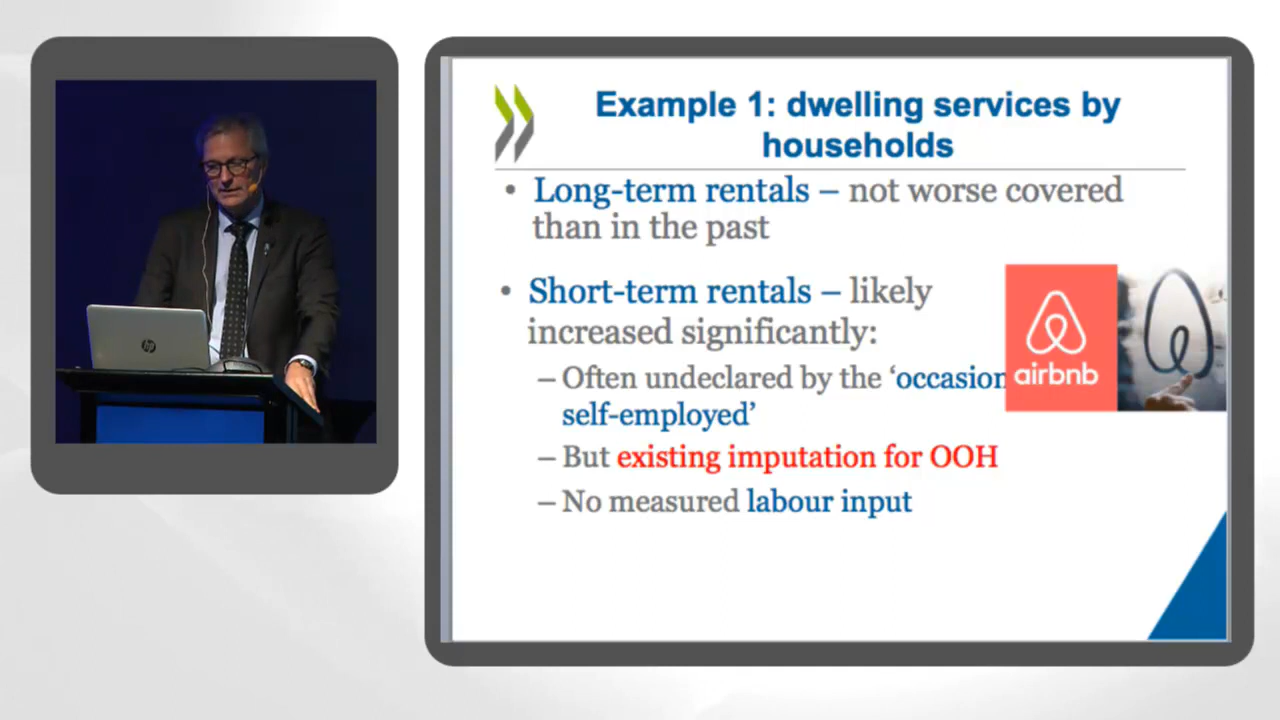 Example 1: dwelling services by
households
• Long-term rentals – not worse covered
than in the past
• Short-term rentals – likely
increased significantly:
– Often undeclared by the ‘occasion
self-employed’
– But existing imputation for OOH
– No measured labour input
airbnb
hp